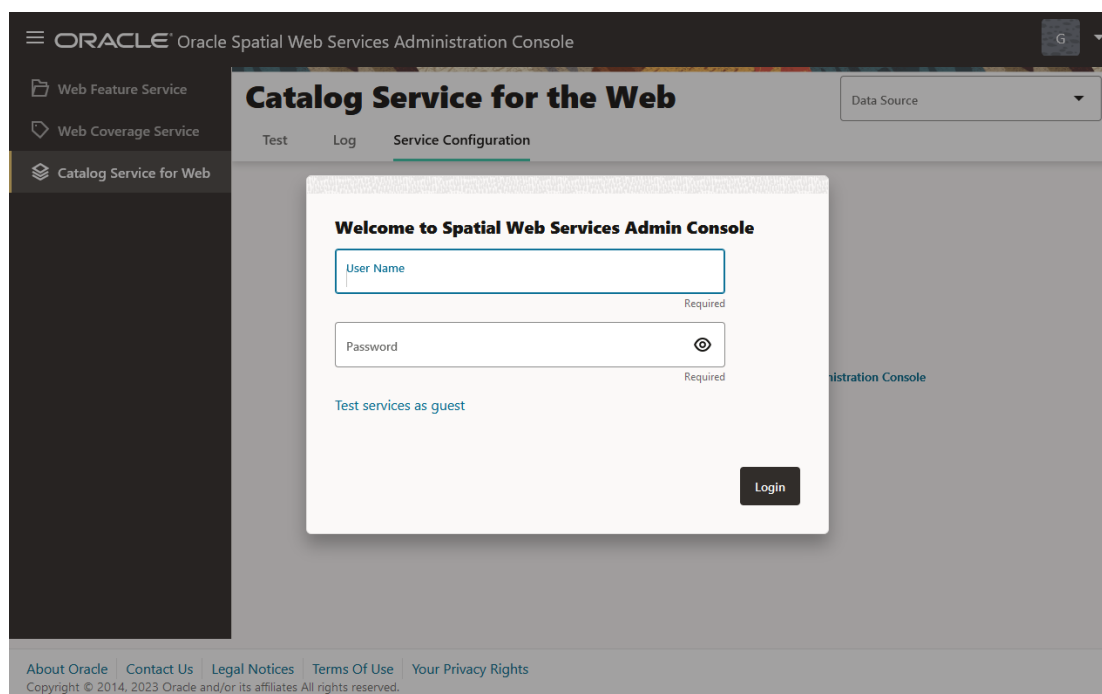 ORACLE Oracle Spatial Web Services Administration Console
G
Web Feature Service
Web Coverage Service
Catalog Service for Web
Catalog Service for the Web
Data Source
Test Log Service Configuration
Welcome to Spatial Web Services Admin Console
User Name
Required
Password
Required
Test services as guest
Login
nistration Console
About Oracle Contact Us Legal Notices Terms Of Use Your Privacy Rights
Copyright © 2014, 2023 Oracle and/or its affiliates All rights reserved.